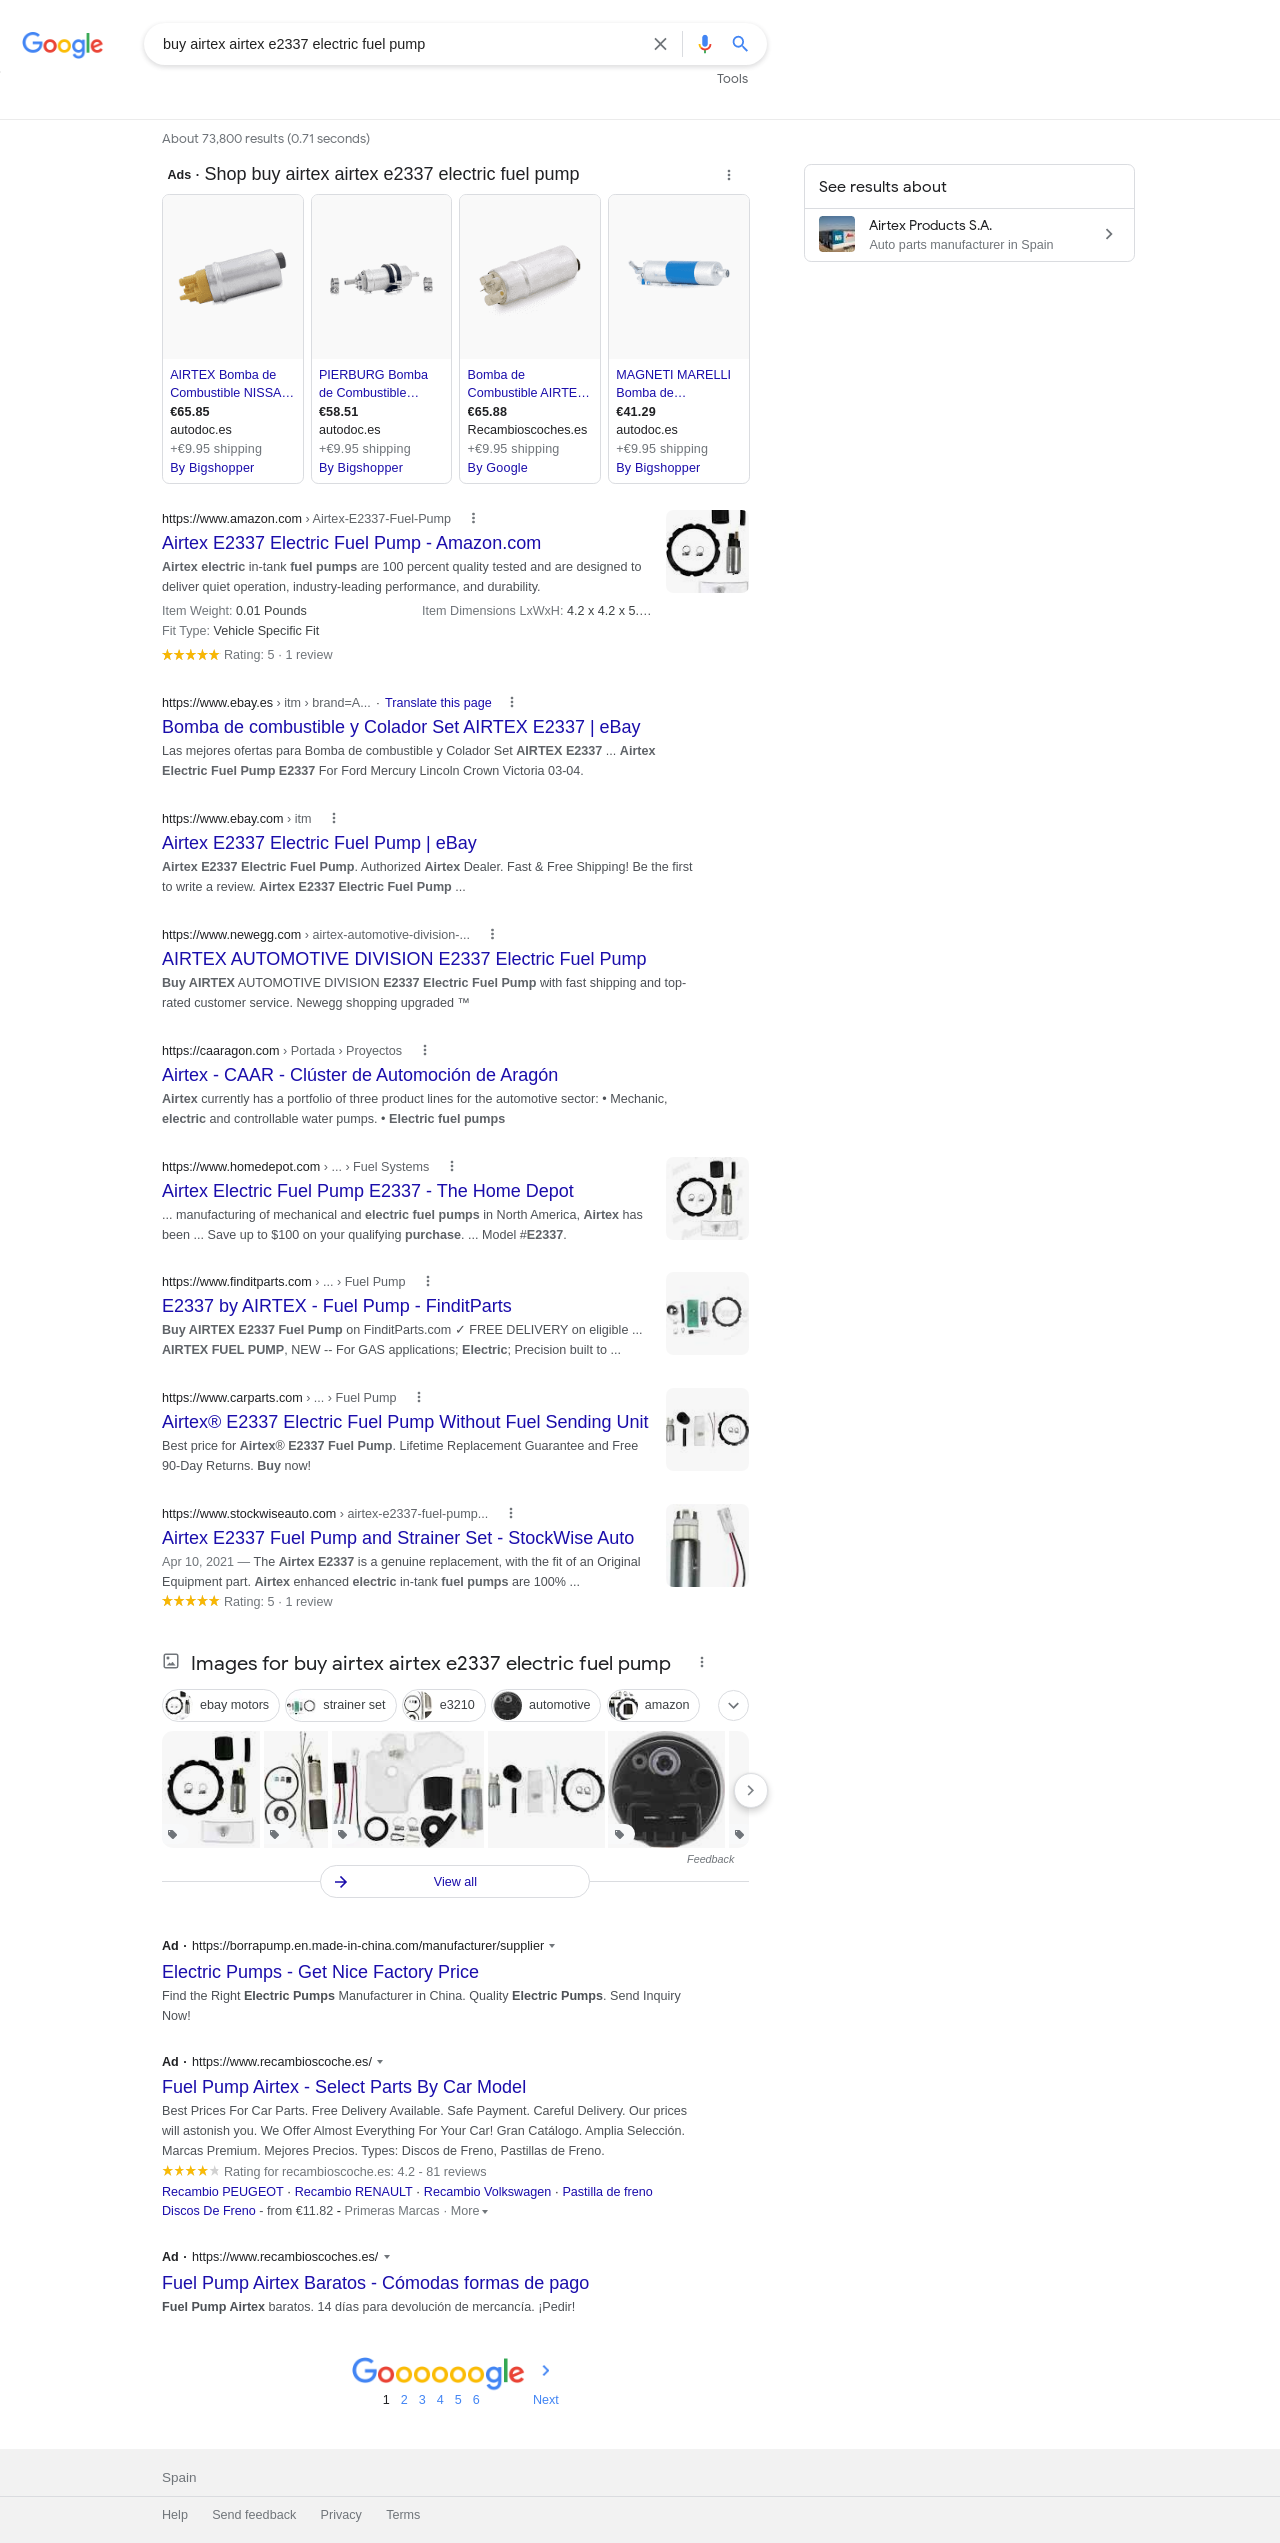 Google
buy airtex airtex e2337 electric fuel pump
Tools
About 73,800 results (0.71 seconds)
Ads · Shop buy airtex airtex e2337 electric fuel pump
AIRTEX Bomba de
Combustible NISSA…
€65.85
autodoc.es
+€9.95 shipping
By Bigshopper
PIERBURG Bomba
de Combustible…
€58.51
autodoc.es
+€9.95 shipping
By Bigshopper
Bomba de
Combustible AIRTE…
€65.88
Recambioscoches.es
+€9.95 shipping
By Google
MAGNETI MARELLI
Bomba de…
€41.29
autodoc.es
+€9.95 shipping
By Bigshopper
See results about
Airtex Products S.A.
Auto parts manufacturer in Spain
https://www.amazon.com › Airtex-E2337-Fuel-Pump
Airtex E2337 Electric Fuel Pump - Amazon.com
Airtex electric in-tank fuel pumps are 100 percent quality tested and are designed to
deliver quiet operation, industry-leading performance, and durability.
Item Weight: 0.01 Pounds
Item Dimensions LxWxH: 4.2 x 4.2 x 5.…
Fit Type: Vehicle Specific Fit
Rating: 5 · 1 review
https://www.ebay.es › itm › brand=A... · Translate this page
Bomba de combustible y Colador Set AIRTEX E2337 | eBay
Las mejores ofertas para Bomba de combustible y Colador Set AIRTEX E2337 ... Airtex
Electric Fuel Pump E2337 For Ford Mercury Lincoln Crown Victoria 03-04.
https://www.ebay.com › itm
Airtex E2337 Electric Fuel Pump | eBay
Airtex E2337 Electric Fuel Pump. Authorized Airtex Dealer. Fast & Free Shipping! Be the first
to write a review. Airtex E2337 Electric Fuel Pump ...
https://www.newegg.com › airtex-automotive-division-...
AIRTEX AUTOMOTIVE DIVISION E2337 Electric Fuel Pump
Buy AIRTEX AUTOMOTIVE DIVISION E2337 Electric Fuel Pump with fast shipping and top-
rated customer service. Newegg shopping upgraded ™
https://caaragon.com › Portada › Proyectos
Airtex - CAAR - Clúster de Automoción de Aragón
Airtex currently has a portfolio of three product lines for the automotive sector: • Mechanic,
electric and controllable water pumps. • Electric fuel pumps
https://www.homedepot.com › ... › Fuel Systems
Airtex Electric Fuel Pump E2337 - The Home Depot
... manufacturing of mechanical and electric fuel pumps in North America, Airtex has
been ... Save up to $100 on your qualifying purchase. ... Model #E2337.
https://www.finditparts.com › ... › Fuel Pump
E2337 by AIRTEX - Fuel Pump - FinditParts
Buy AIRTEX E2337 Fuel Pump on FinditParts.com ✓ FREE DELIVERY on eligible ...
AIRTEX FUEL PUMP, NEW -- For GAS applications; Electric; Precision built to ...
https://www.carparts.com › ... › Fuel Pump
Airtex® E2337 Electric Fuel Pump Without Fuel Sending Unit
Best price for Airtex® E2337 Fuel Pump. Lifetime Replacement Guarantee and Free
90-Day Returns. Buy now!
https://www.stockwiseauto.com › airtex-e2337-fuel-pump...
Airtex E2337 Fuel Pump and Strainer Set - StockWise Auto
Apr 10, 2021 — The Airtex E2337 is a genuine replacement, with the fit of an Original
Equipment part. Airtex enhanced electric in-tank fuel pumps are 100% ...
Rating: 5 · 1 review
Images for buy airtex airtex e2337 electric fuel pump
ebay motors
strainer set
e3210
automotive
amazon
Feedback
View all
Ad · https://borrapump.en.made-in-china.com/manufacturer/supplier
Electric Pumps - Get Nice Factory Price
Find the Right Electric Pumps Manufacturer in China. Quality Electric Pumps. Send Inquiry
Now!
Ad · https://www.recambioscoche.es/
Fuel Pump Airtex - Select Parts By Car Model
Best Prices For Car Parts. Free Delivery Available. Safe Payment. Careful Delivery. Our prices
will astonish you. We Offer Almost Everything For Your Car! Gran Catálogo. Amplia Selección.
Marcas Premium. Mejores Precios. Types: Discos de Freno, Pastillas de Freno.
Rating for recambioscoche.es: 4.2 - 81 reviews
Recambio PEUGEOT · Recambio RENAULT · Recambio Volkswagen · Pastilla de freno
Discos De Freno - from €11.82 - Primeras Marcas · More
Ad · https://www.recambioscoches.es/
Fuel Pump Airtex Baratos - Cómodas formas de pago
Fuel Pump Airtex baratos. 14 días para devolución de mercancía. ¡Pedir!
Goooooogle
1 2 3 4 5 6 Next
Spain
Help Send feedback Privacy Terms